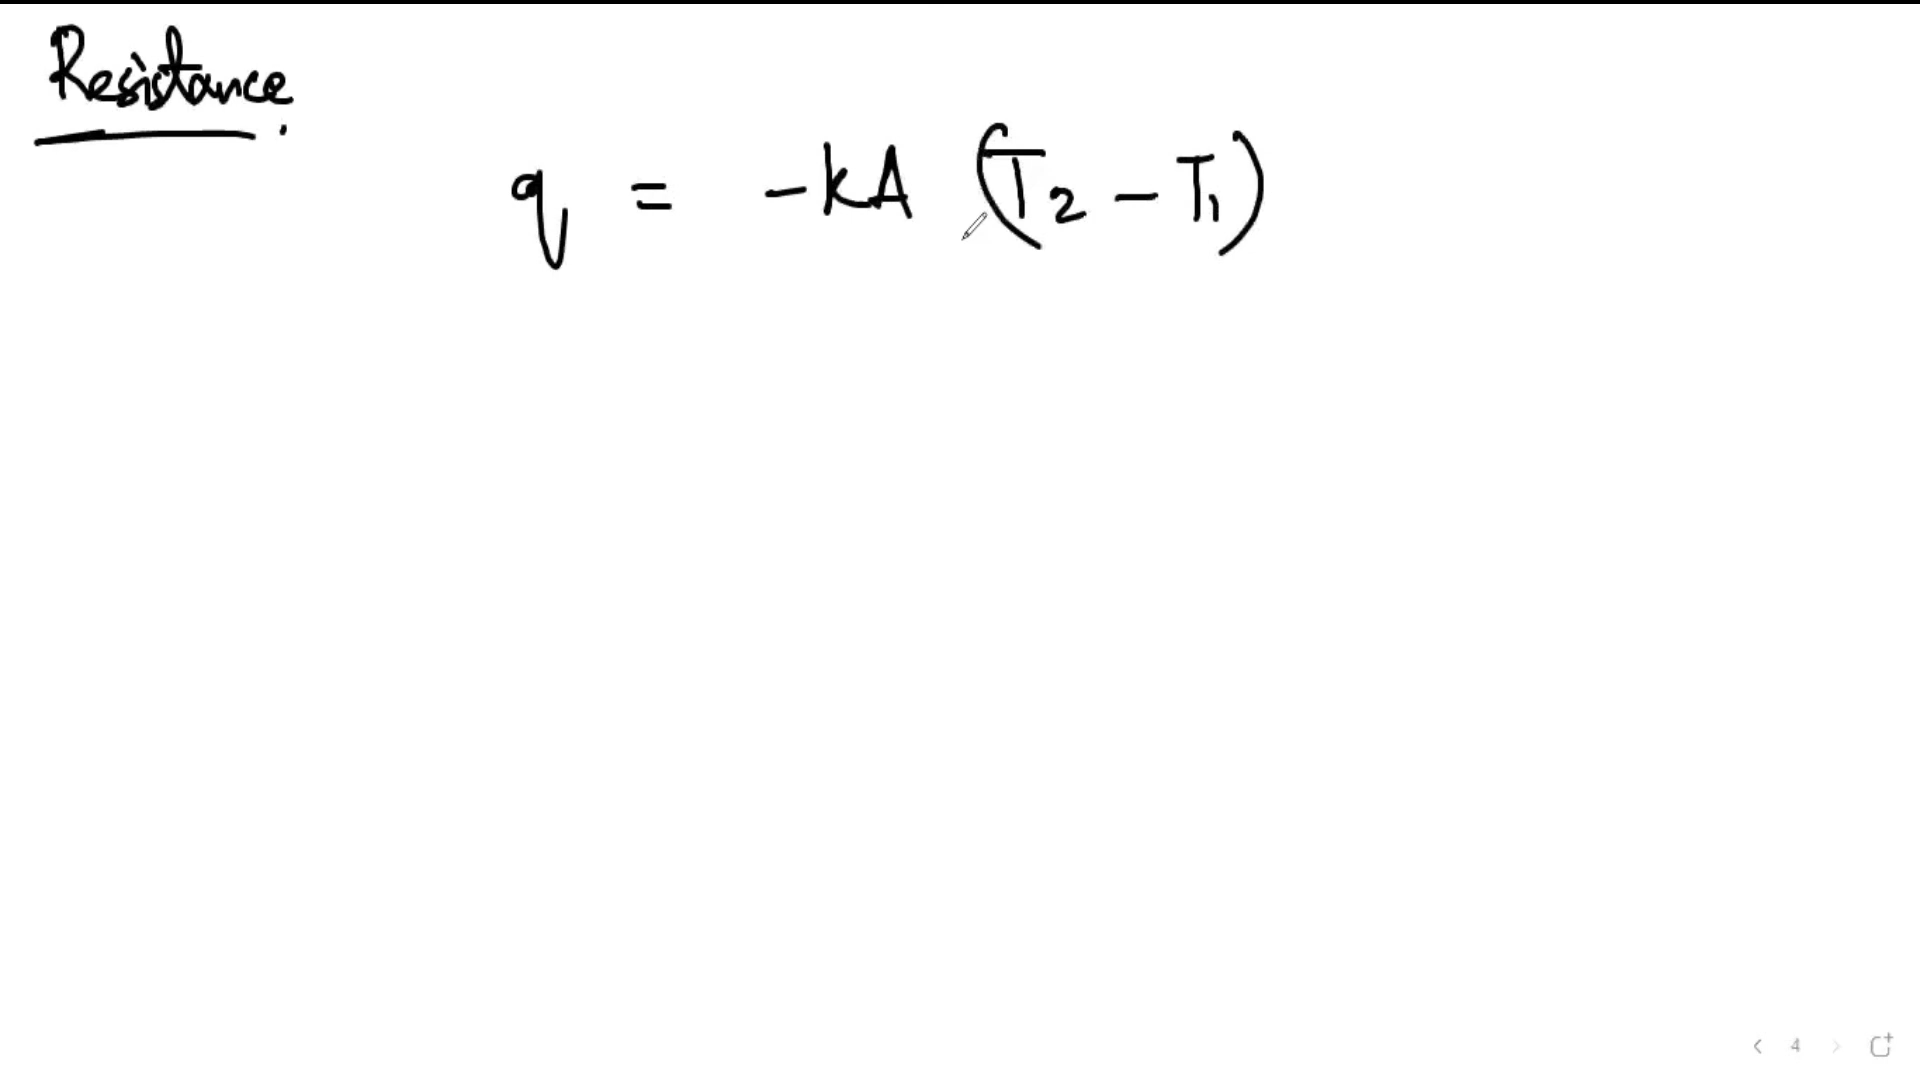 Resistance.
q = -kA (T₂ - T₁)
< 4 >